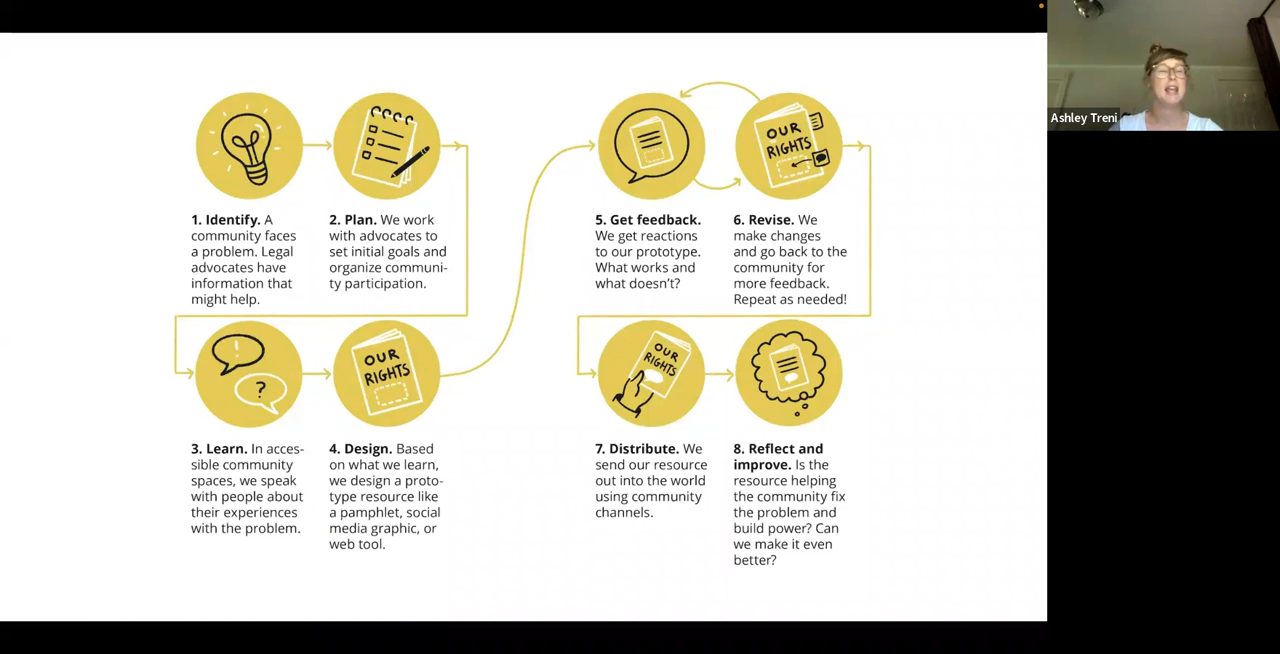 1. Identify. A
community faces
a problem. Legal
advocates have
information that
might help.
2. Plan. We work
with advocates to
set initial goals and
organize communi-
ty participation.
!
?
OUR
RIGHTS
3. Learn. In acces-
sible community
spaces, we speak
with people about
their experiences
with the problem.
4. Design. Based
on what we learn,
we design a proto-
type resource like
a pamphlet, social
media graphic, or
web tool.
OUR
RIGHTS
5. Get feedback.
We get reactions
to our prototype.
What works and
what doesn't?
6. Revise. We
make changes
and go back to the
community for
more feedback.
Repeat as needed!
OUR
RIGHTS
7. Distribute. We
send our resource
out into the world
using community
channels.
8. Reflect and
improve. Is the
resource helping
the community fix
the problem and
build power? Can
we make it even
better?
Ashley Treni